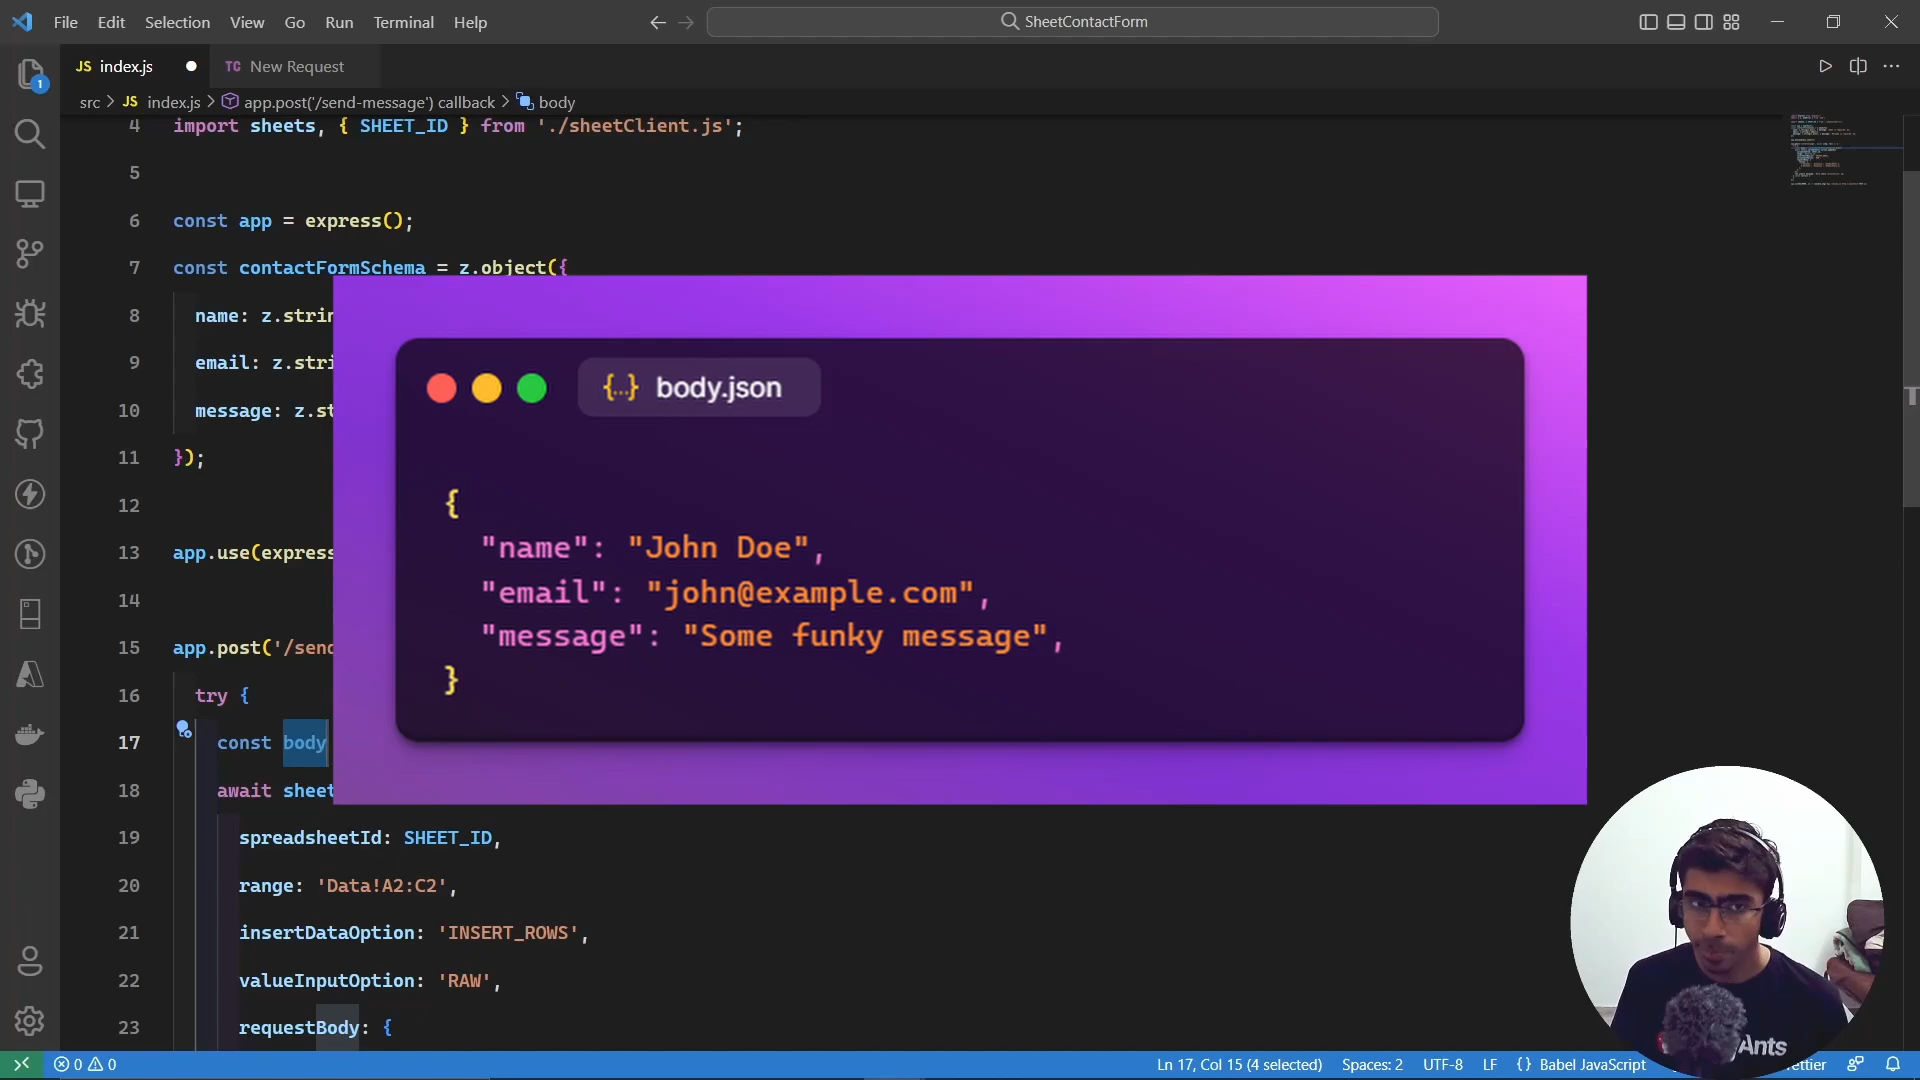 File Edit Selection View Go Run Terminal Help
SheetContactForm
JS index.js
TC New Request
src > JS index.js > app.post('/send-message') callback > body
1
4 import sheets, { SHEET_ID } from './sheetClient.js';
5
6 const app = express();
7 const contactFormSchema = z.object({
8 name: z.strin
9 email: z.stri
10 message: z.st
11 });
12
13 app.use(express
14
15 app.post('/send
16 try {
17 const body
18 await sheet
19 spreadsheetId: SHEET_ID,
20 range: 'Data!A2:C2',
21 insertDataOption: 'INSERT_ROWS',
22 valueInputOption: 'RAW',
23 requestBody: {
{...} body.json
{
"name": "John Doe",
"email": "john@example.com",
"message": "Some funky message",
}
Ants
0 0
Ln 17, Col 15 (4 selected) Spaces: 2 UTF-8 LF {} Babel JavaScript ettier